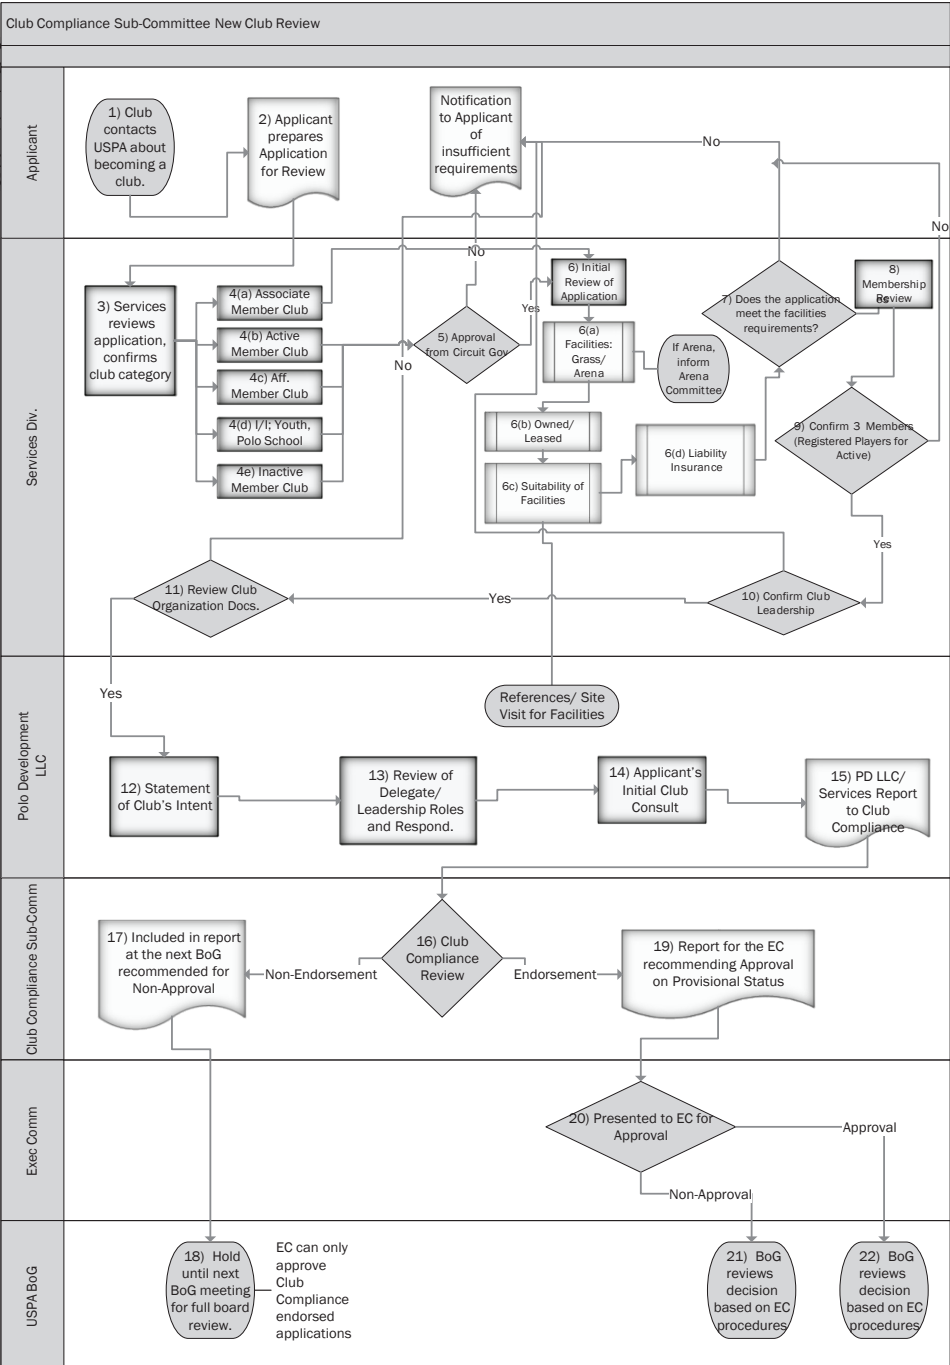 Club Compliance Sub-Committee New Club Review
Applicant
1) Club
contacts
USPA about
becoming a
club.
2) Applicant
prepares
Application
for Review
Notification
to Applicant
of
insufficient
requirements
No
No
Services Div.
3) Services
reviews
application,
confirms
club category
4(a) Associate
Member Club
4(b) Active
Member Club
4c) Aff.
Member Club
4(d) I/I; Youth,
Polo School
4e) Inactive
Member Club
No
No
5) Approval
from Circuit Gov
Yes
6) Initial
Review of
Application
6(a)
Facilities:
Grass/
Arena
If Arena,
inform
Arena
Committee
6(b) Owned/
Leased
6c) Suitability of
Facilities
6(d) Liability
Insurance
7) Does the application
meet the facilities
requirements?
8)
Membership
Review
9) Confirm 3 Members
(Registered Players for
Active)
Yes
10) Confirm Club
Leadership
Yes
11) Review Club
Organization Docs.
Yes
Polo Development
LLC
References/ Site
Visit for Facilities
12) Statement
of Club's Intent
13) Review of
Delegate/
Leadership Roles
and Respond.
14) Applicant's
Initial Club
Consult
15) PD LLC/
Services Report
to Club
Compliance
Club Compliance Sub-Comm
16) Club
Compliance
Review
Non-Endorsement
17) Included in report
at the next BoG
recommended for
Non-Approval
Endorsement
19) Report for the EC
recommending Approval
on Provisional Status
Exec Comm
20) Presented to EC for
Approval
Approval
Non-Approval
USPA BoG
18) Hold
until next
BoG meeting
for full board
review.
EC can only
approve
Club
Compliance
endorsed
applications
21) BoG
reviews
decision
based on EC
procedures
22) BoG
reviews
decision
based on EC
procedures